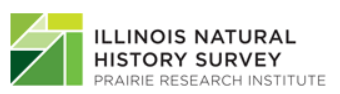 ILLINOIS NATURAL
HISTORY SURVEY
PRAIRIE RESEARCH INSTITUTE